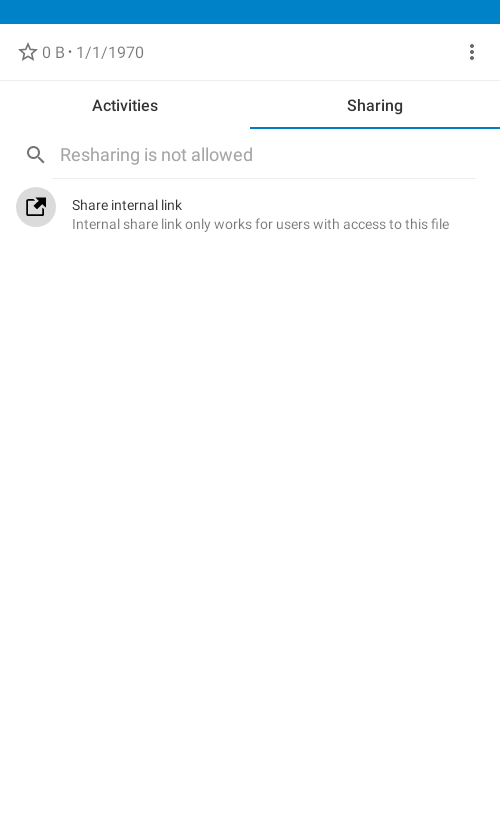 0 B • 1/1/1970
Activities
Sharing
Resharing is not allowed
Share internal link
Internal share link only works for users with access to this file